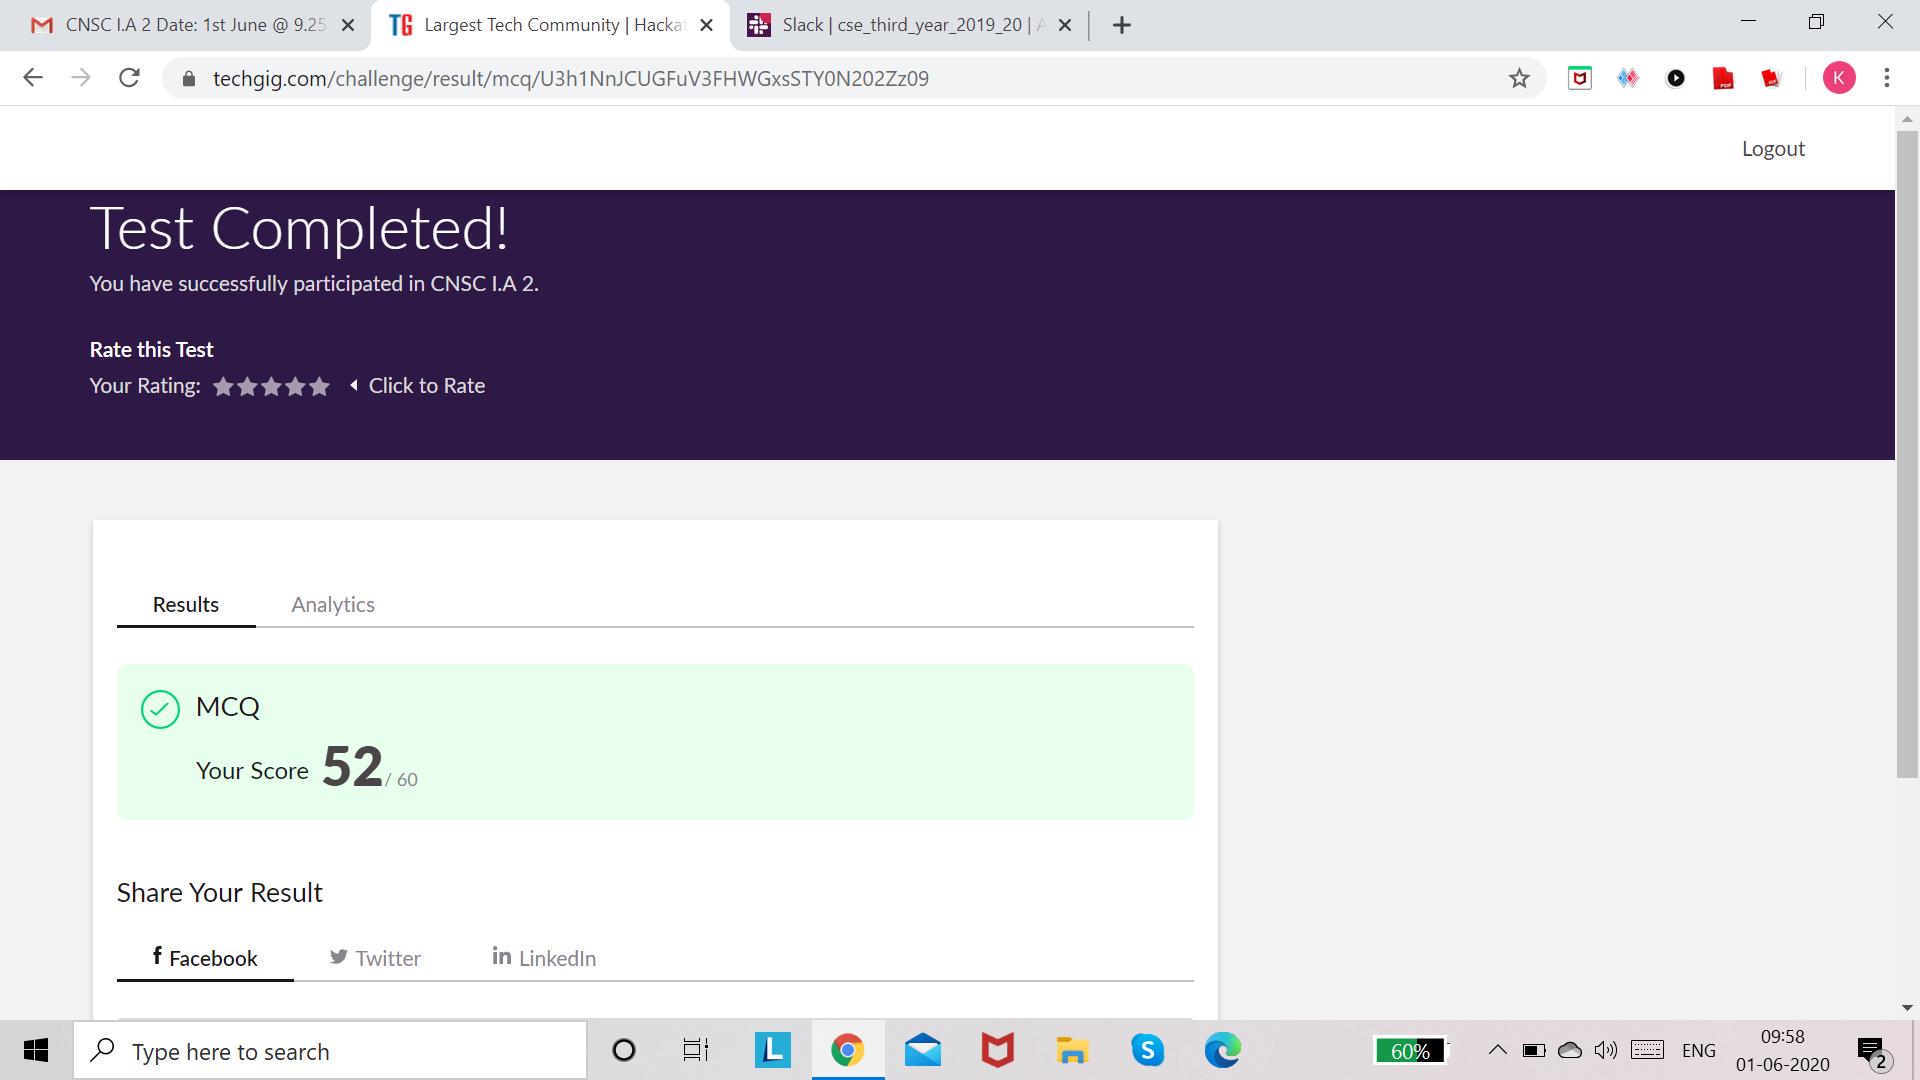 CNSC I.A 2 Date: 1st June @ 9.25
TG Largest Tech Community | Hacka
Slack | cse_third_year_2019_20 |
techgig.com/challenge/result/mcq/U3h1NnJCUGFuV3FHWGxsSTY0N202Zz09
K
Logout
Test Completed!
You have successfully participated in CNSC I.A 2.
Rate this Test
Your Rating: Click to Rate
Results Analytics
MCQ
Your Score 52 / 60
Share Your Result
f Facebook Twitter in LinkedIn
Type here to search
L
S
60%
ENG
09:58
01-06-2020
2